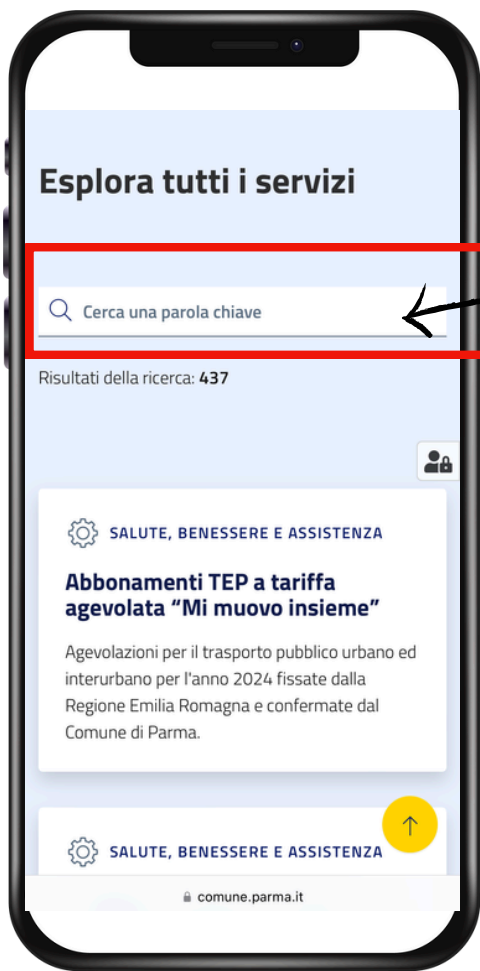 Esplora tutti i servizi
Cerca una parola chiave
Risultati della ricerca: 437
SALUTE, BENESSERE E ASSISTENZA
Abbonamenti TEP a tariffa
agevolata “Mi muovo insieme”
Agevolazioni per il trasporto pubblico urbano ed
interurbano per l'anno 2024 fissate dalla
Regione Emilia Romagna e confermate dal
Comune di Parma.
SALUTE, BENESSERE E ASSISTENZA
comune.parma.it